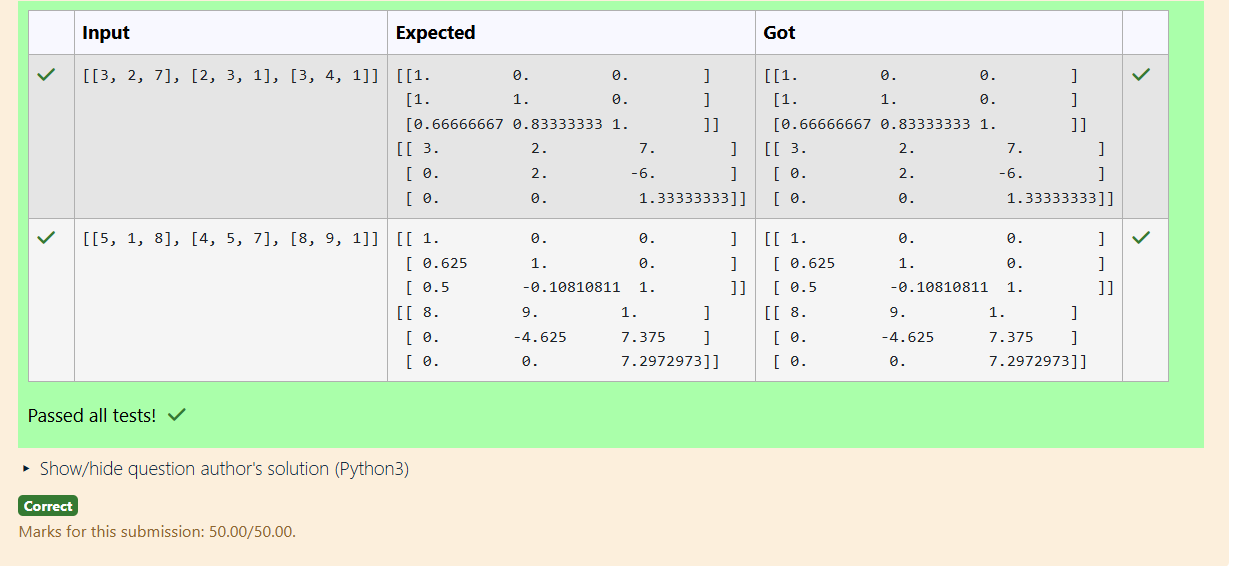 Input Expected Got
[[3, 2, 7], [2, 3, 1], [3, 4, 1]] [[1. 0. 0. ] [[1. 0. 0. ]
[1. 1. 0. ] [1. 1. 0. ]
[0.66666667 0.83333333 1. ]] [0.66666667 0.83333333 1. ]]
[[ 3. 2. 7. ] [[ 3. 2. 7. ]
[ 0. 2. -6. ] [ 0. 2. -6. ]
[ 0. 0. 1.33333333]] [ 0. 0. 1.33333333]]
[[5, 1, 8], [4, 5, 7], [8, 9, 1]] [[ 1. 0. 0. ] [[ 1. 0. 0. ]
[ 0.625 1. 0. ] [ 0.625 1. 0. ]
[ 0.5 -0.10810811 1. ]] [ 0.5 -0.10810811 1. ]]
[[ 8. 9. 1. ] [[ 8. 9. 1. ]
[ 0. -4.625 7.375 ] [ 0. -4.625 7.375 ]
[ 0. 0. 7.2972973]] [ 0. 0. 7.2972973]]
Passed all tests!
Show/hide question author's solution (Python3)
Correct
Marks for this submission: 50.00/50.00.